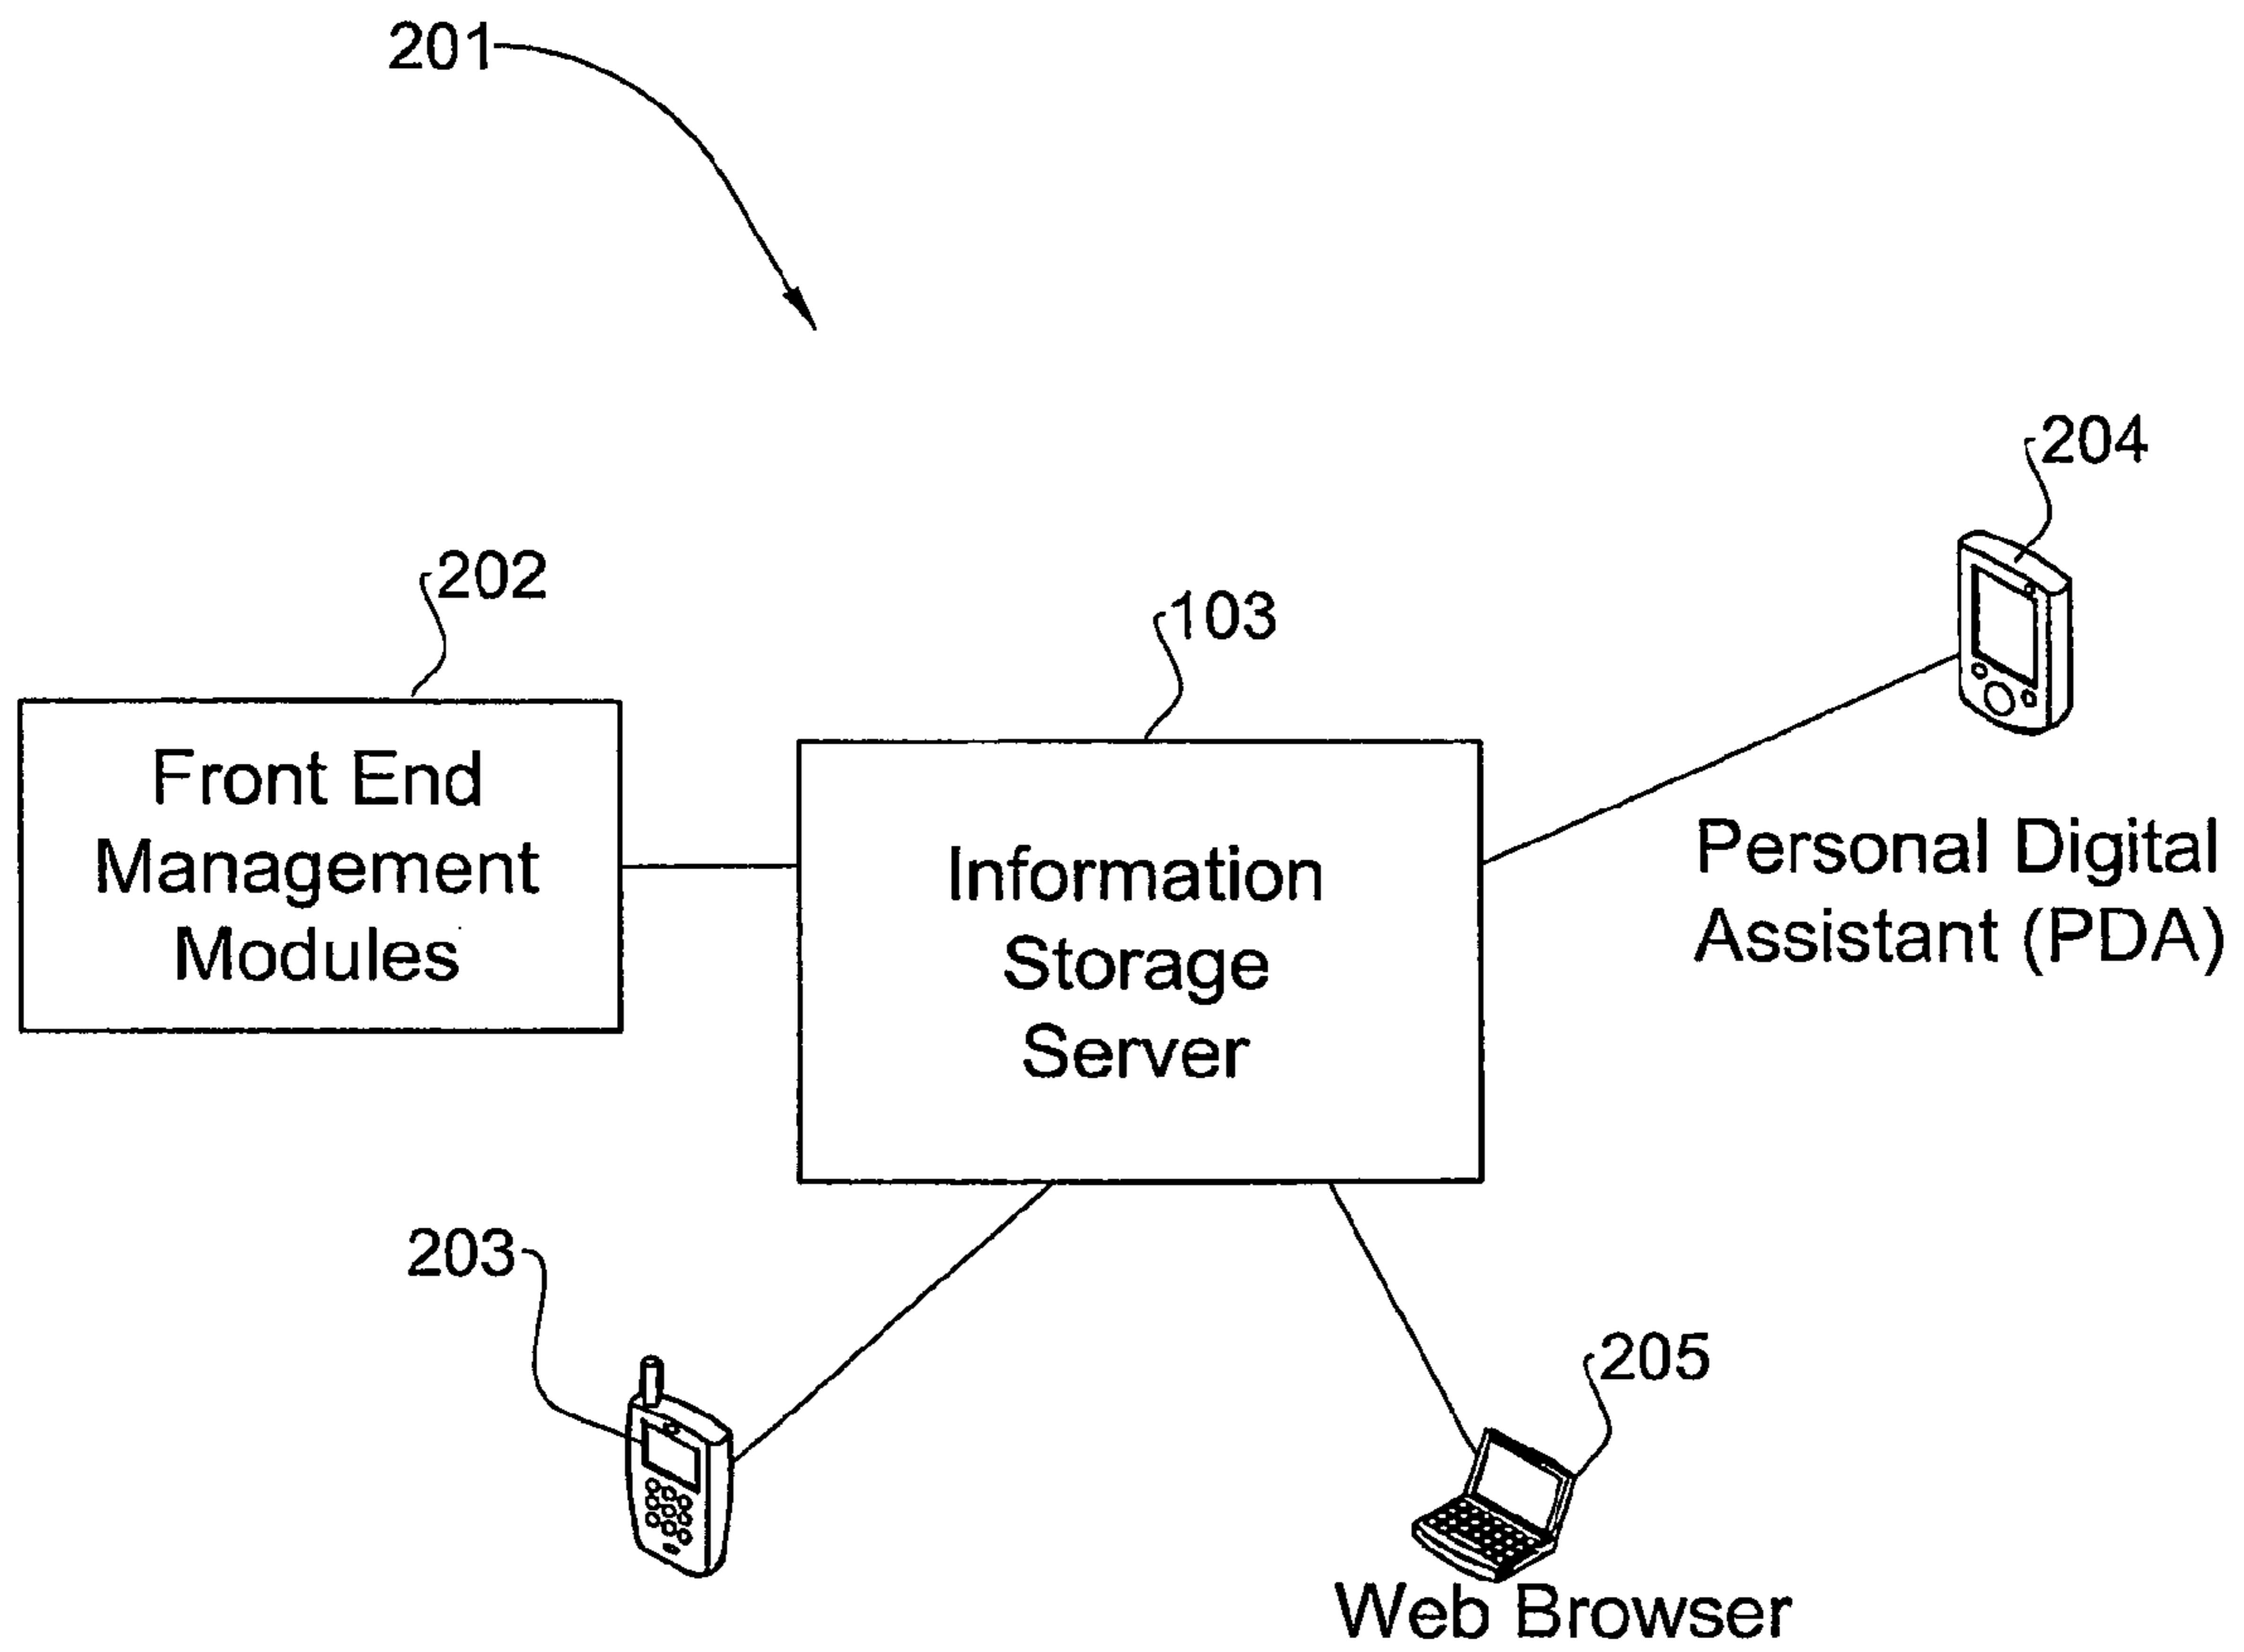 201
204
202
103
Front End
Management
Modules
Information
Storage
Server
Personal Digital
Assistant (PDA)
203
205
Web Browser